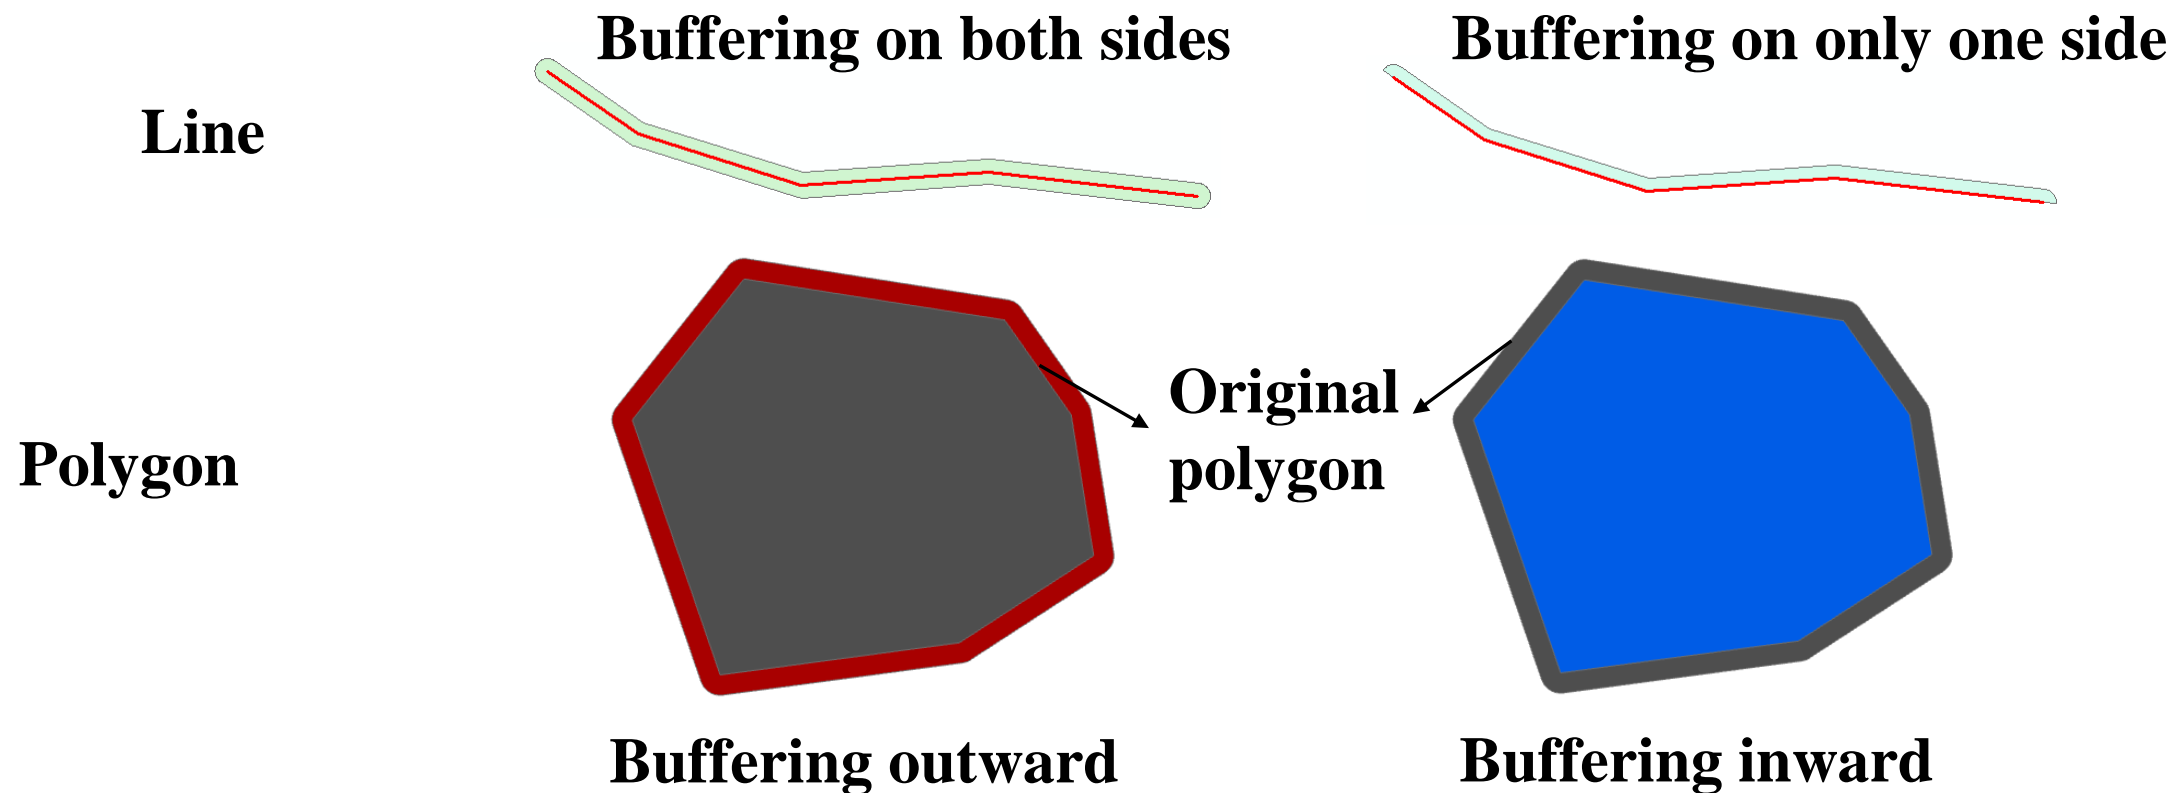 Buffering on both sides
Buffering on only one side
Line
Original
polygon
Polygon
Buffering outward
Buffering inward